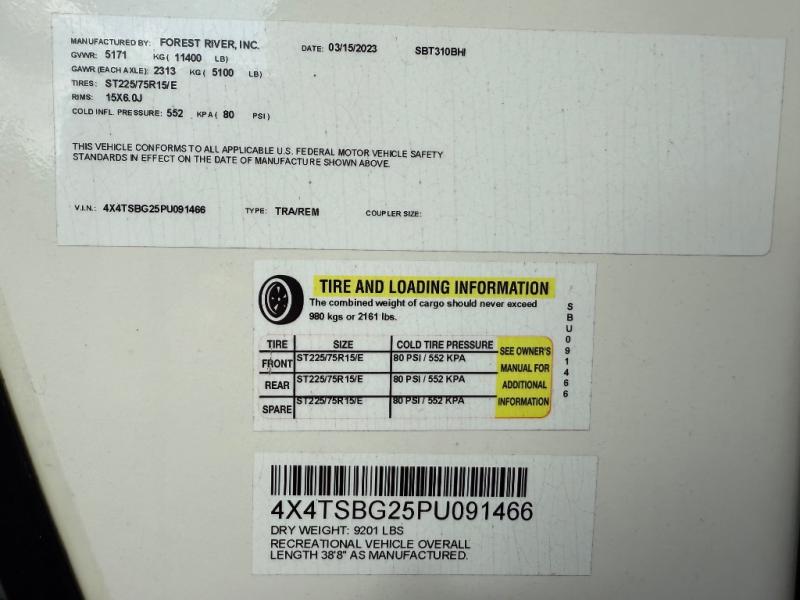 MANUFACTURED BY: FOREST RIVER, INC. DATE: 03/15/2023 SBT310BHI
GVWR: 5171 KG ( 11400 LB)
GAWR (EACH AXLE): 2313 KG ( 5100 LB)
TIRES: ST225/75R15/E
RIMS: 15X6.0J
COLD INFL. PRESSURE: 552 KPA ( 80 PSI)
THIS VEHICLE CONFORMS TO ALL APPLICABLE U.S. FEDERAL MOTOR VEHICLE SAFETY
STANDARDS IN EFFECT ON THE DATE OF MANUFACTURE SHOWN ABOVE.
V.I.N.: 4X4TSBG25PU091466 TYPE: TRA/REM COUPLER SIZE:
TIRE AND LOADING INFORMATION
The combined weight of cargo should never exceed
980 kgs or 2161 lbs.
TIRE SIZE COLD TIRE PRESSURE
FRONT ST225/75R15/E 80 PSI / 552 KPA
REAR ST225/75R15/E 80 PSI / 552 KPA
SPARE ST225/75R15/E 80 PSI / 552 KPA
SEE OWNER'S
MANUAL FOR
ADDITIONAL
INFORMATION
SBU091466
4X4TSBG25PU091466
DRY WEIGHT: 9201 LBS
RECREATIONAL VEHICLE OVERALL
LENGTH 38'8" AS MANUFACTURED.